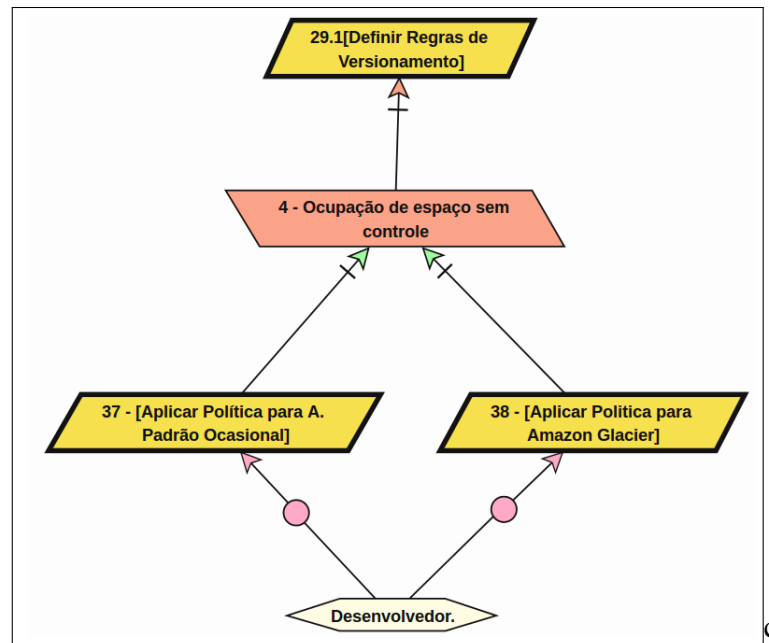 29.1[Definir Regras de
Versionamento]
4 - Ocupação de espaço sem
controle
37 - [Aplicar Política para A.
Padrão Ocasional]
38 - [Aplicar Politica para
Amazon Glacier]
Desenvolvedor.